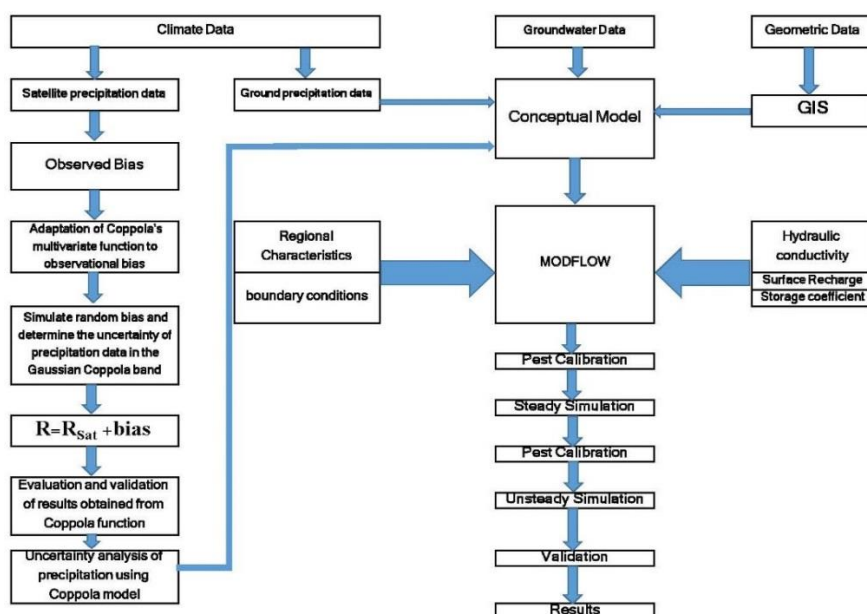 Climate Data
Groundwater Data
Geometric Data
Satellite precipitation data
Ground precipitation data
Conceptual Model
GIS
Observed Bias
Adaptation of Coppola's
multivariate function to
observational bias
Regional
Characteristics
boundary conditions
MODFLOW
Hydraulic
conductivity
Surface Recharge
Storage coefficient
Simulate random bias and
determine the uncertainty of
precipitation data in the
Gaussian Coppola band
R=RSat +bias
Evaluation and validation
of results obtained from
Coppola function
Uncertainty analysis of
precipitation using
Coppola model
Pest Calibration
Steady Simulation
Pest Calibration
Unsteady Simulation
Validation
Results